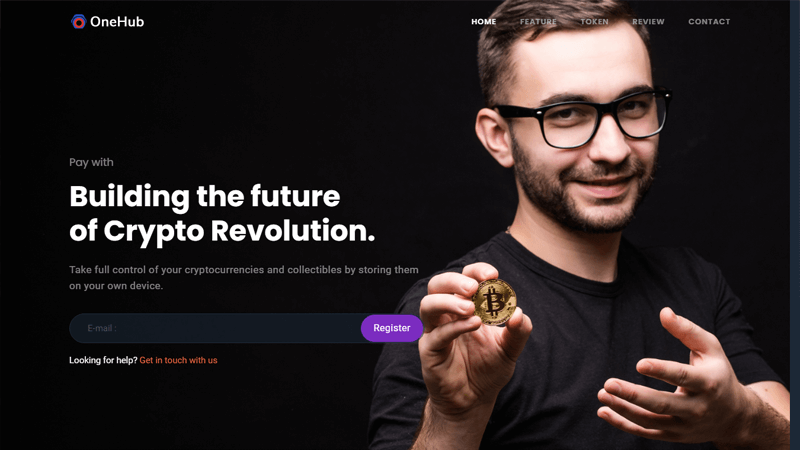 OneHub
HOME FEATURE TOKEN REVIEW CONTACT
Pay with
Building the future
of Crypto Revolution.
Take full control of your cryptocurrencies and collectibles by storing them
on your own device.
E-mail :
Register
Looking for help? Get in touch with us